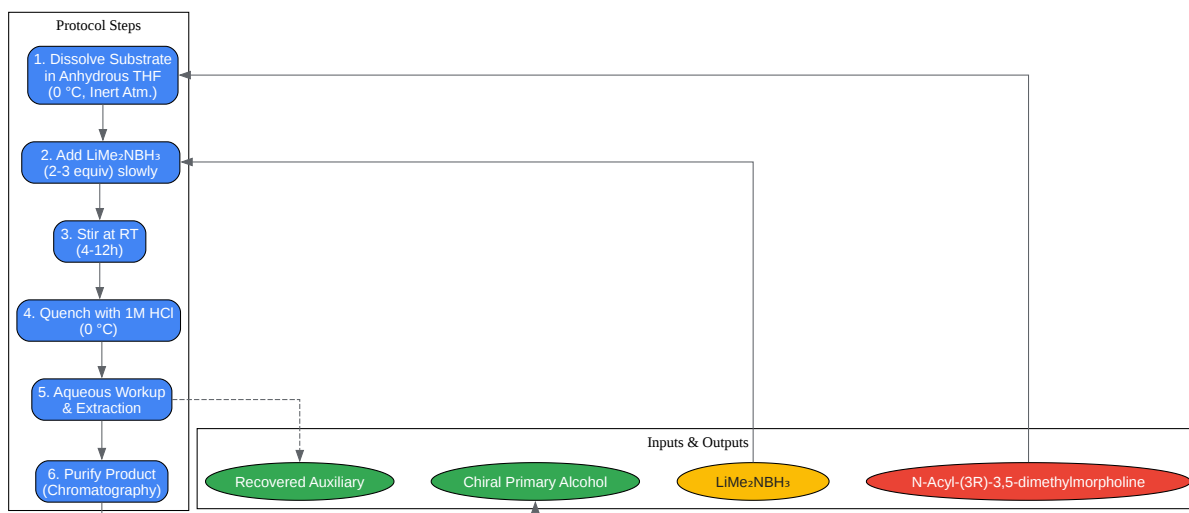 Protocol Steps
1. Dissolve Substrate
in Anhydrous THF
(0 °C, Inert Atm.)
2. Add LiMe₂NBH₃
(2-3 equiv) slowly
3. Stir at RT
(4-12h)
4. Quench with 1M HCl
(0 °C)
5. Aqueous Workup
& Extraction
6. Purify Product
(Chromatography)
Inputs & Outputs
Recovered Auxiliary
Chiral Primary Alcohol
LiMe₂NBH₃
N-Acyl-(3R)-3,5-dimethylmorpholine